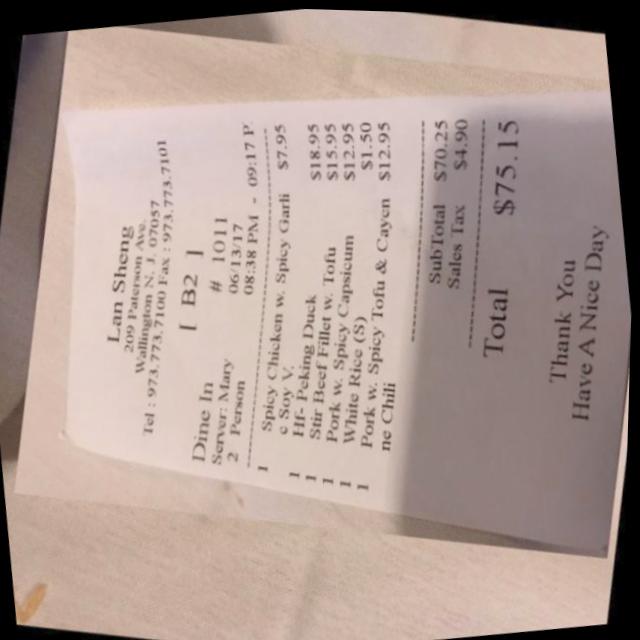 Lan Sheng
209 Paterson Ave.
Wallington N. J. 07057
Tel : 973.773.7100 Fax : 973.773.7101
[ B2 ]
Dine In # 1011
Server: Mary 06/13/17
2 Person 08:38 PM - 09:17 P
1 Spicy Chicken w. Spicy Garli $7.95
c Soy V.
1 Hf- Peking Duck $18.95
1 Stir Beef Fillet w. Tofu $15.95
1 Pork w. Spicy Capsicum $12.95
1 White Rice (S) $1.50
1 Pork w. Spicy Tofu & Cayen $12.95
ne Chili
SubTotal $70.25
Sales Tax $4.90
Total $75.15
Thank You
Have A Nice Day